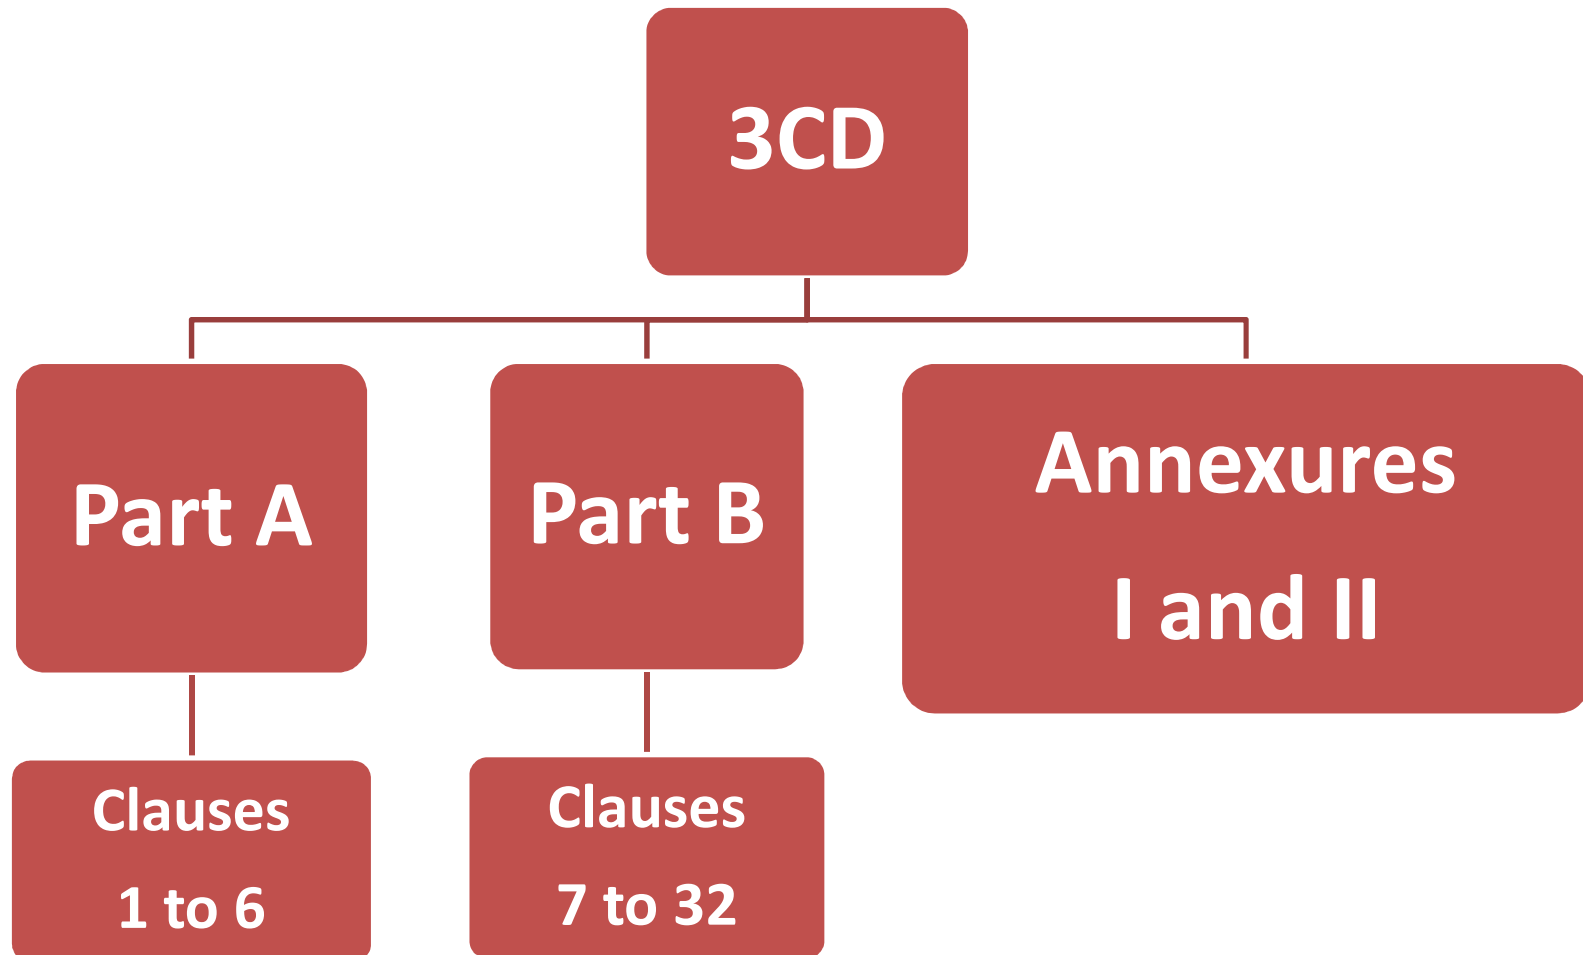 3CD
Part A
Part B
Annexures
I and II
Clauses
1 to 6
Clauses
7 to 32